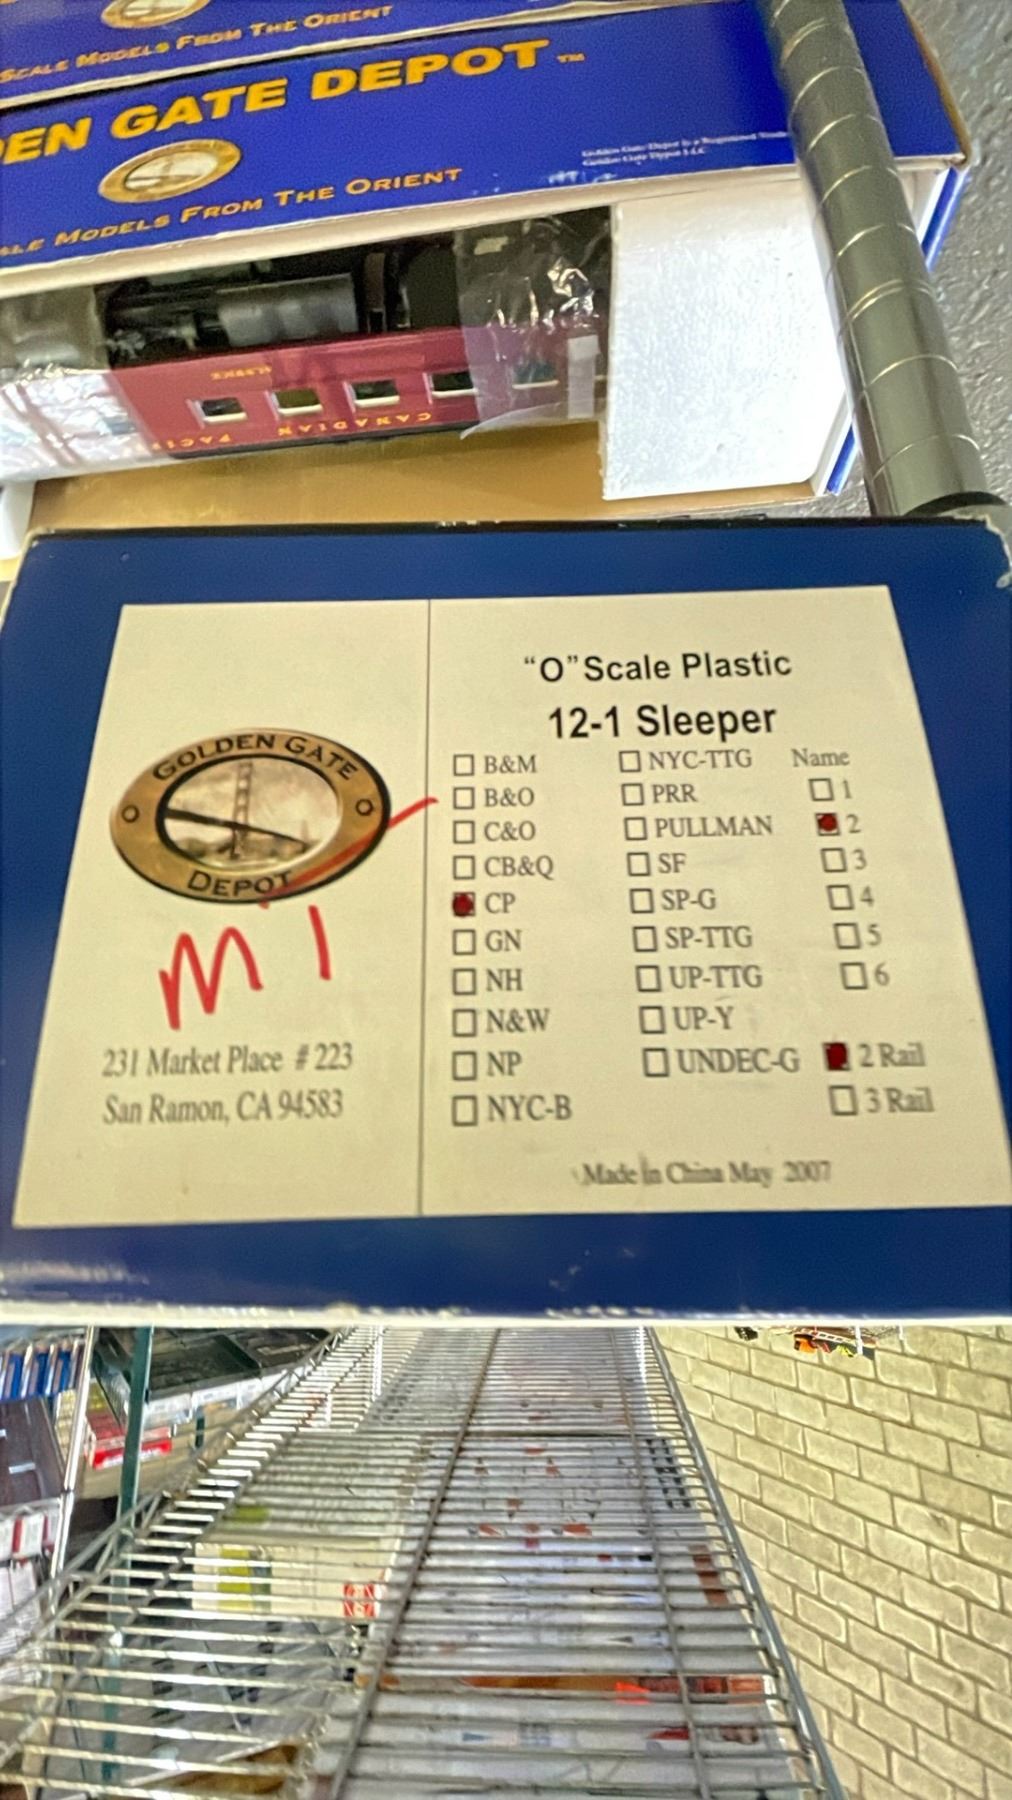 SCALE MODELS FROM THE ORIENT
EN GATE DEPOT™
MODELS FROM THE ORIENT
CANADIAN
GOLDEN GATE
DEPOT
M1
231 Market Place # 223
San Ramon, CA 94583
"O" Scale Plastic
12-1 Sleeper
B&M NYC-TTG Name
B&O PRR 1
C&O PULLMAN 2
CB&Q SF 3
CP SP-G 4
GN SP-TTG 5
NH UP-TTG 6
N&W UP-Y
NP UNDEC-G 2 Rail
NYC-B 3 Rail
Made in China May 2007